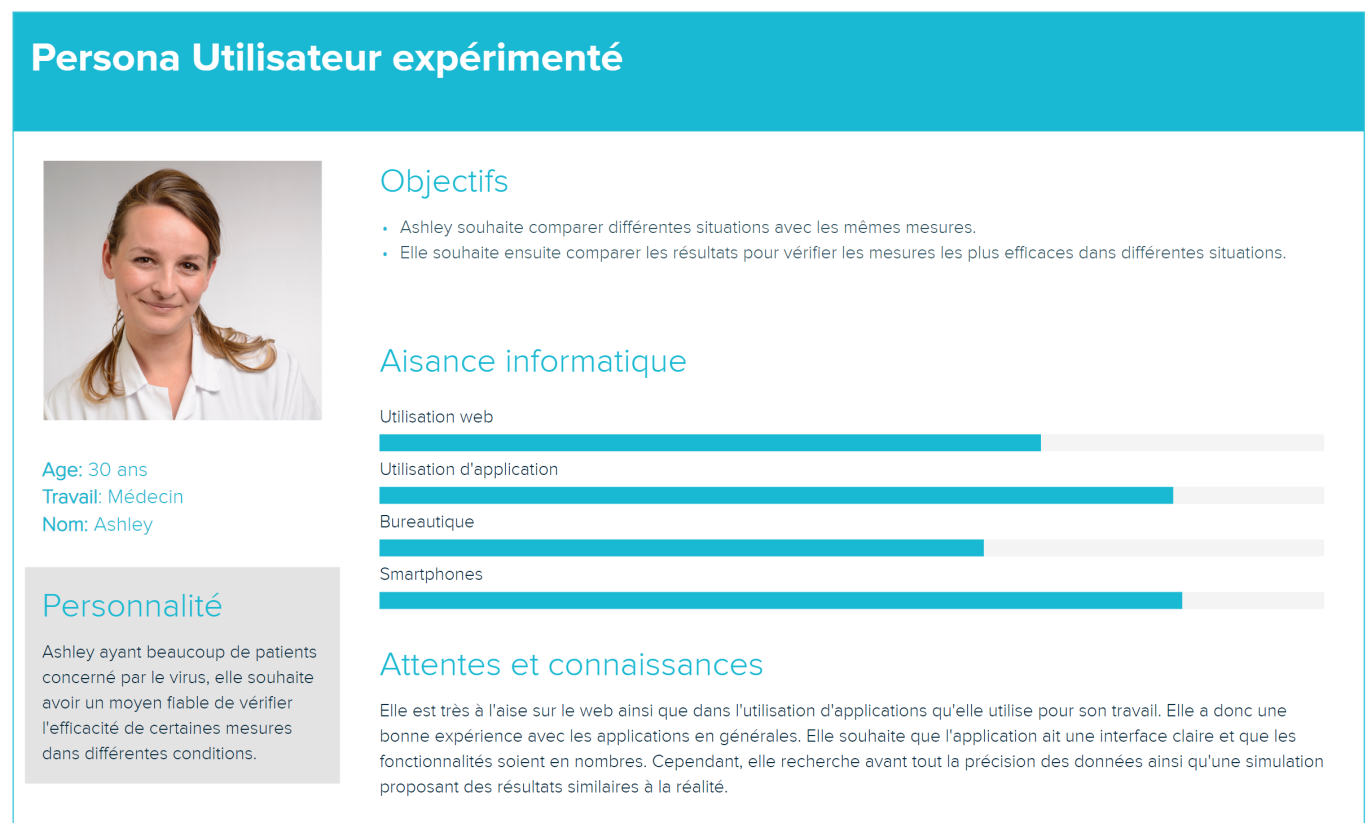 Persona Utilisateur expérimenté
Objectifs
• Ashley souhaite comparer différentes situations avec les mêmes mesures.
• Elle souhaite ensuite comparer les résultats pour vérifier les mesures les plus efficaces dans différentes situations.
Aisance informatique
Utilisation web
Utilisation d'application
Bureautique
Smartphones
Age: 30 ans
Travail: Médecin
Nom: Ashley
Personnalité
Ashley ayant beaucoup de patients
concerné par le virus, elle souhaite
avoir un moyen fiable de vérifier
l'efficacité de certaines mesures
dans différentes conditions.
Attentes et connaissances
Elle est très à l'aise sur le web ainsi que dans l'utilisation d'applications qu'elle utilise pour son travail. Elle a donc une
bonne expérience avec les applications en générales. Elle souhaite que l'application ait une interface claire et que les
fonctionnalités soient en nombres. Cependant, elle recherche avant tout la précision des données ainsi qu'une simulation
proposant des résultats similaires à la réalité.